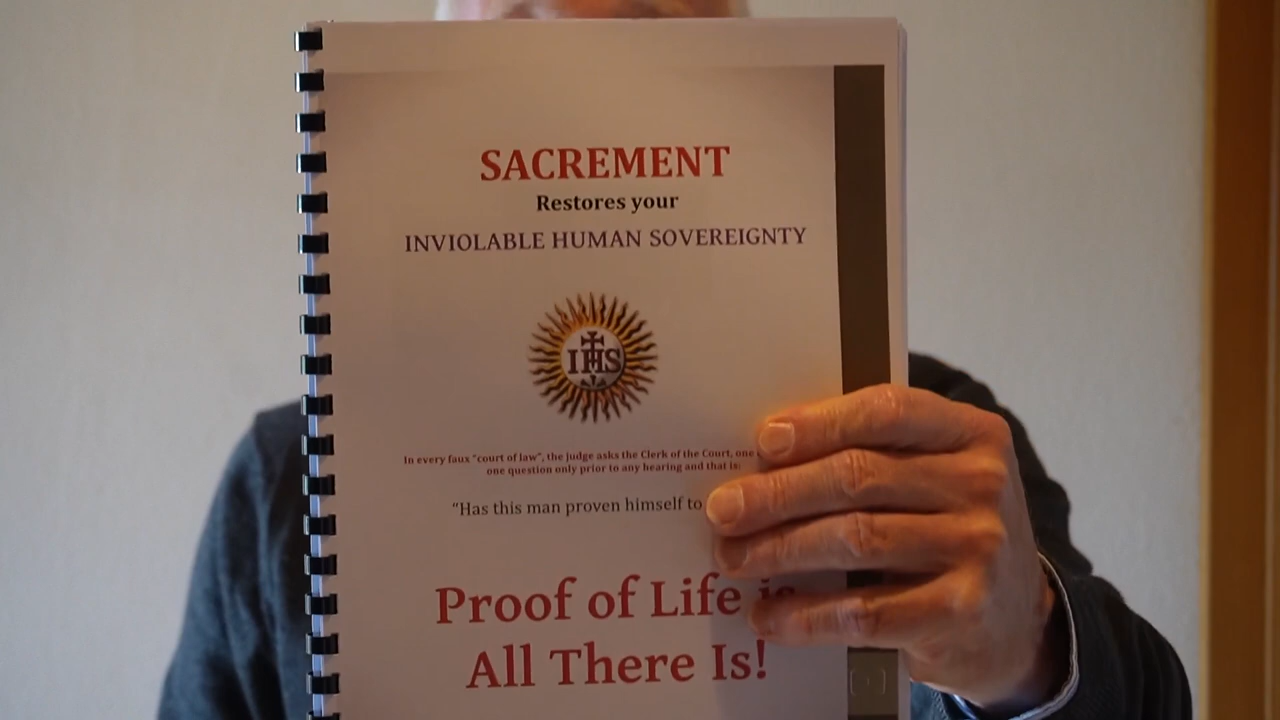 SACREMENT
Restores your
INVIOLABLE HUMAN SOVEREIGNTY
IHS
In every faux "court of law", the judge asks the Clerk of the Court, one
one question only prior to any hearing and that is:
"Has this man proven himself to
Proof of Life is
All There Is!